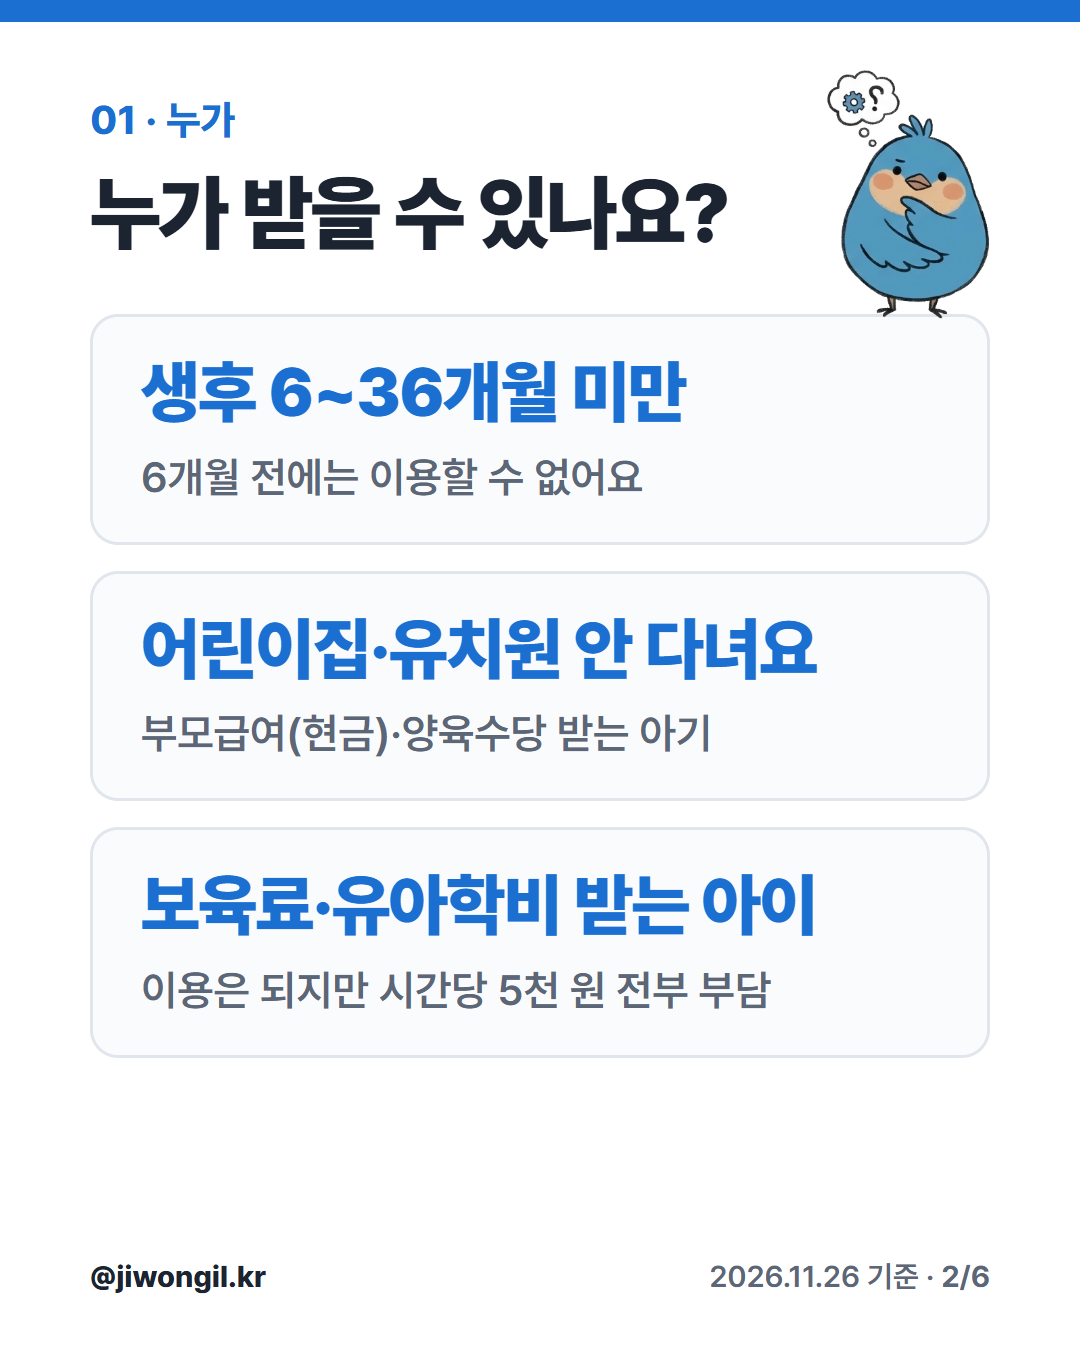 01 · 누가
누가 받을 수 있나요?
생후 6~36개월 미만
6개월 전에는 이용할 수 없어요
어린이집·유치원 안 다녀요
부모급여(현금)·양육수당 받는 아기
보육료·유아학비 받는 아이
이용은 되지만 시간당 5천 원 전부 부담
@jiwongil.kr
2026.11.26 기준 · 2/6